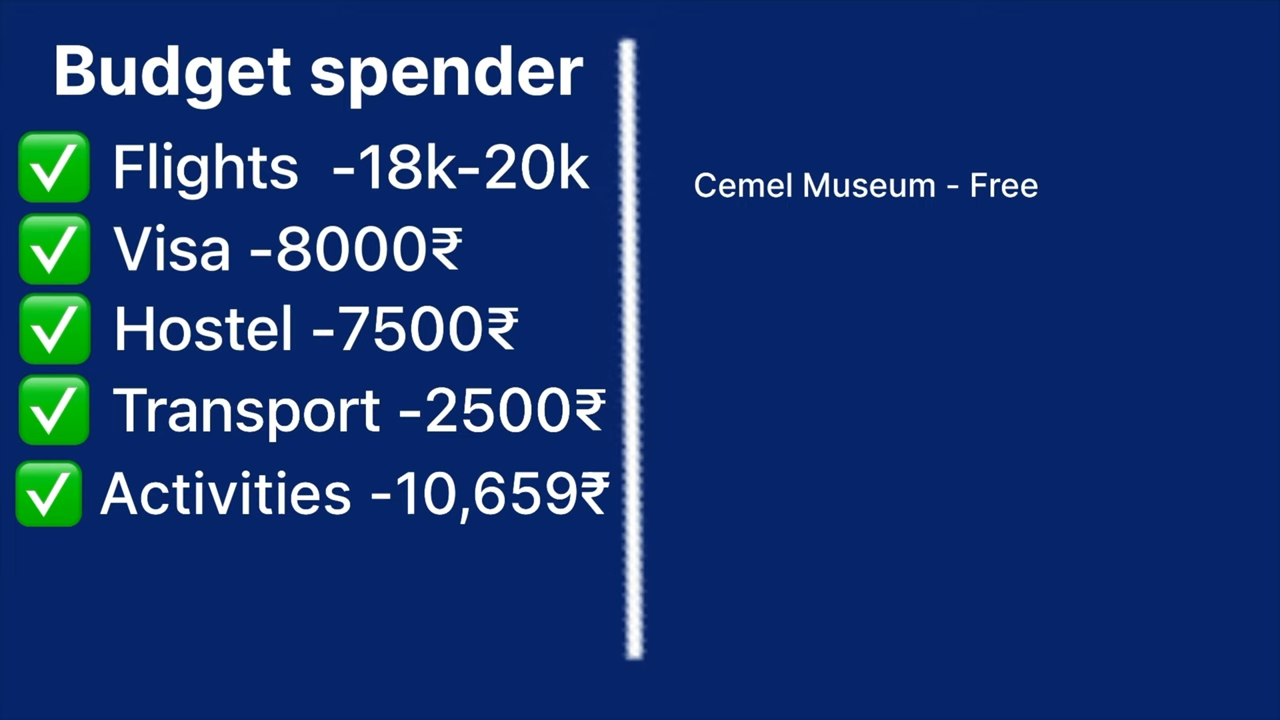 Budget spender
✅ Flights -18k-20k
✅ Visa -8000₹
✅ Hostel -7500₹
✅ Transport -2500₹
✅ Activities -10,659₹
Cemel Museum - Free